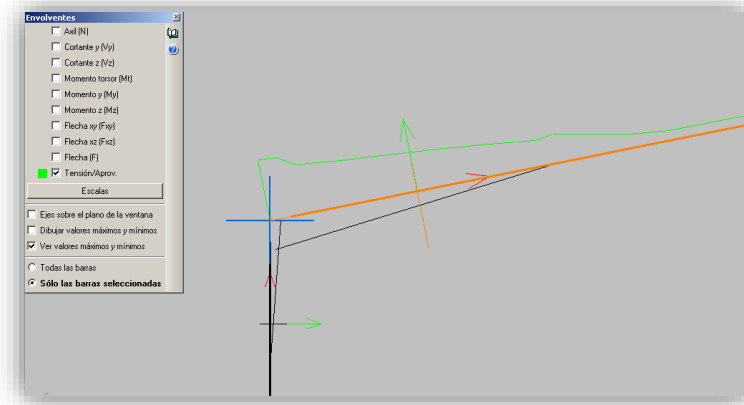 Envolventes
Axil (N)
Cortante y (Vy)
Cortante z (Vz)
Momento torsor (Mt)
Momento y (My)
Momento z (Mz)
Flecha xy (Fxy)
Flecha xz (Fxz)
Flecha (F)
Tensión/Aprov.
Escalas
Ejes sobre el plano de la ventana
Dibujar valores máximos y mínimos
Ver valores máximos y mínimos
Todas las barras
Sólo las barras seleccionadas